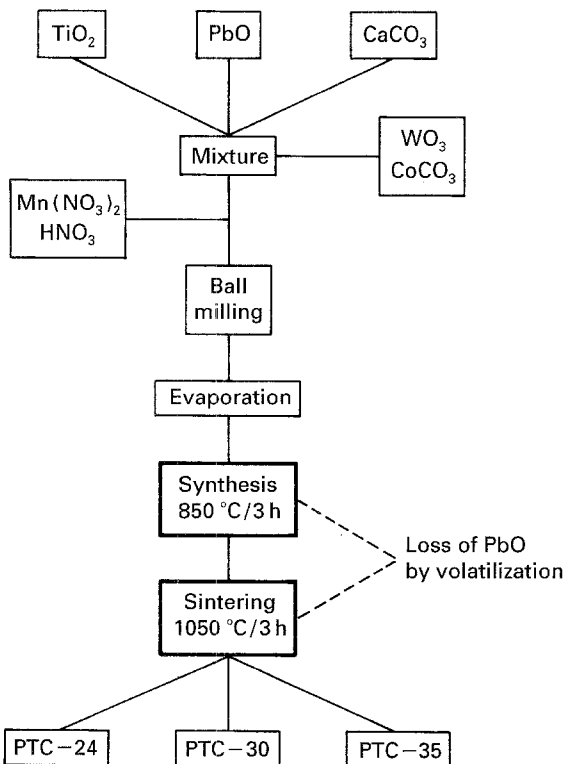 TiO₂
PbO
CaCO₃
Mixture
WO₃
CoCO₃
Mn(NO₃)₂
HNO₃
Ball
milling
Evaporation
Synthesis
850 °C/3 h
Loss of PbO
by volatilization
Sintering
1050 °C/3 h
PTC–24
PTC–30
PTC–35